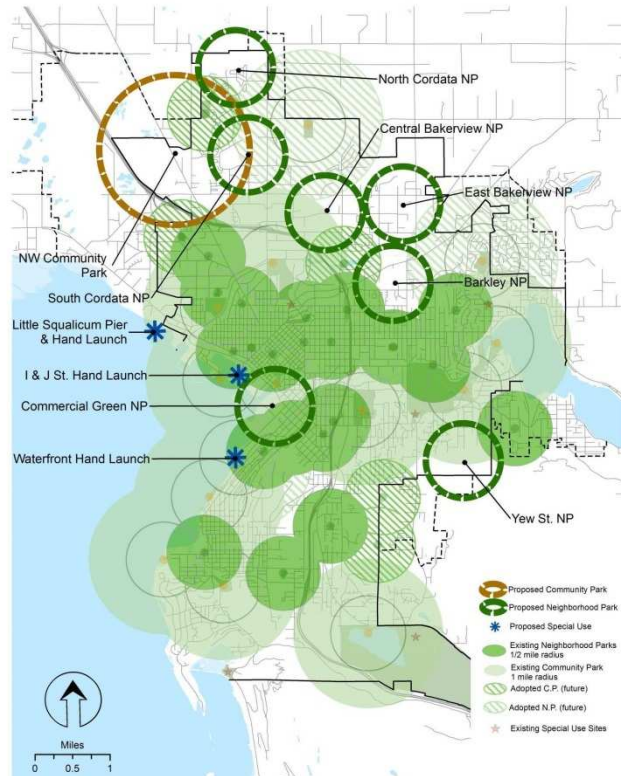 North Cordata NP
Central Bakerview NP
East Bakerview NP
NW Community
Park
South Cordata NP
Barkley NP
Little Squalicum Pier
& Hand Launch
I & J St. Hand Launch
Commercial Green NP
Waterfront Hand Launch
Yew St. NP
Proposed Community Park
Proposed Neighborhood Park
Proposed Special Use
Existing Neighborhood Parks
1/2 mile radius
Existing Community Park
1 mile radius
Adopted C.P. (future)
Adopted N.P. (future)
Existing Special Use Sites
Miles
0 0.5 1